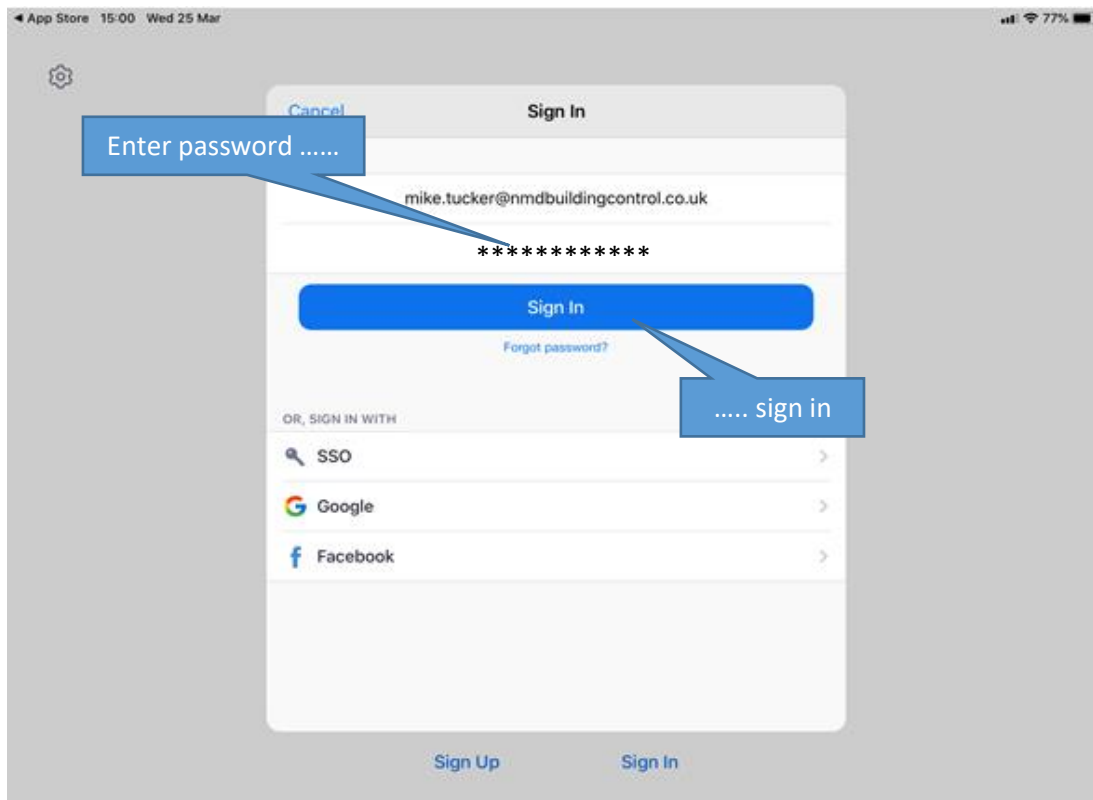 ◀ App Store 15:00 Wed 25 Mar 77%
Cancel Sign In
Enter password ……
mike.tucker@nmdbuildingcontrol.co.uk
************
Sign In
Forgot password?
….. sign in
OR, SIGN IN WITH
SSO
Google
Facebook
Sign Up Sign In